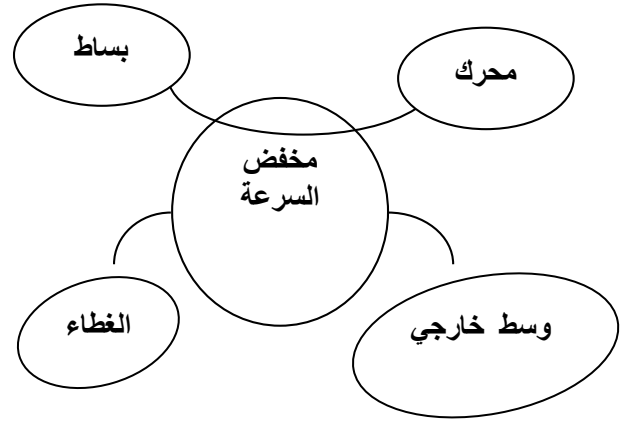 بساط
محرك
مخفض
السرعة
الغطاء
وسط خارجي